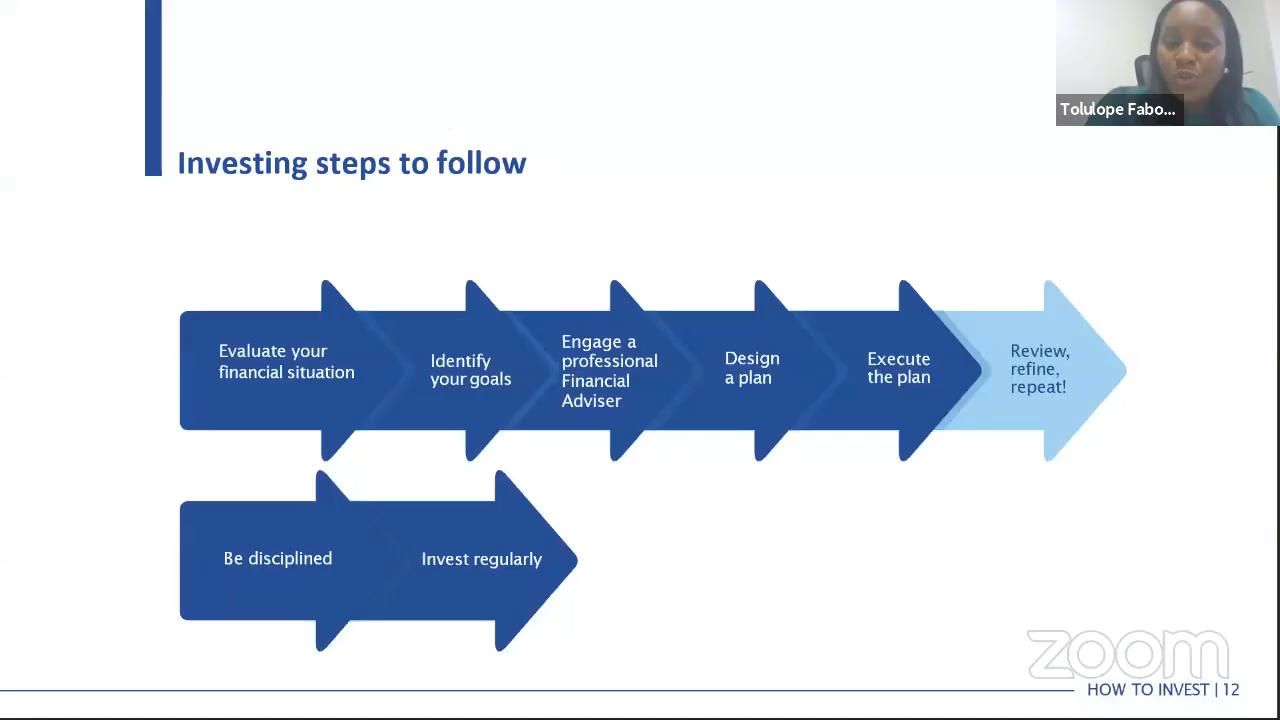 Tolulope Fabo...
Investing steps to follow
Evaluate your
financial situation
Identify
your goals
Engage a
professional
Financial
Adviser
Design
a plan
Execute
the plan
Review,
refine,
repeat!
Be disciplined
Invest regularly
zoom
HOW TO INVEST | 12